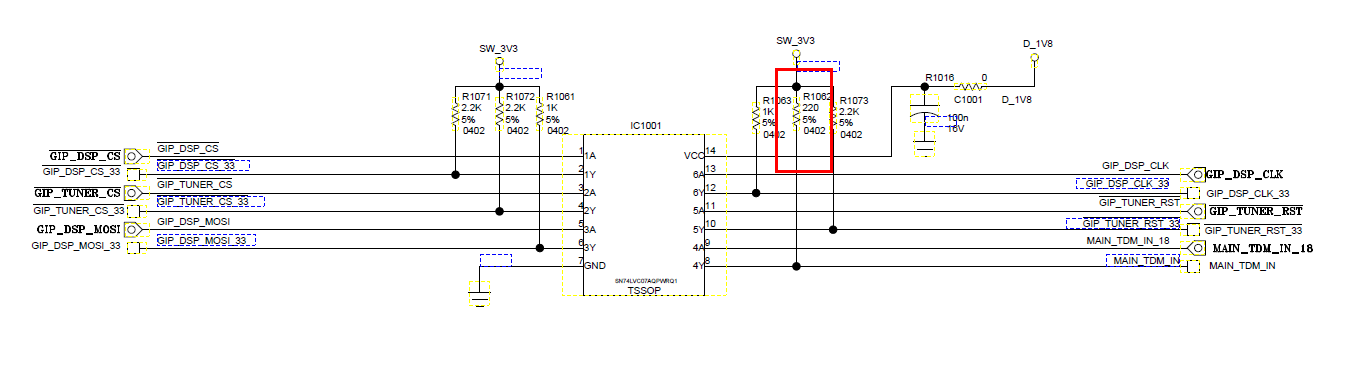 SW_3V3
SW_3V3
D_1V8
R1071
2.2K
5%
0402
R1072
2.2K
5%
0402
R1061
1K
5%
0402
R1063
1K
5%
0402
R1062
220
5%
0402
R1073
2.2K
5%
0402
R1016
0
C1001
D_1V8
100n
16V
IC1001
GIP_DSP_CS
GIP_DSP_CS
GIP_DSP_CS_33
GIP_DSP_CS_33
GIP_TUNER_CS
GIP_TUNER_CS
GIP_TUNER_CS_33
GIP_TUNER_CS_33
GIP_DSP_MOSI
GIP_DSP_MOSI
GIP_DSP_MOSI_33
GIP_DSP_MOSI_33
1 1A
2 1Y
3 2A
4 2Y
5 3A
6 3Y
7 GND
VCC 14
6A 13
6Y 12
5A 11
5Y 10
4A 9
4Y 8
SN74LVC07AQPWRQ1
TSSOP
GIP_DSP_CLK
GIP_DSP_CLK
GIP_DSP_CLK_33
GIP_DSP_CLK_33
GIP_TUNER_RST
GIP_TUNER_RST
GIP_TUNER_RST_33
GIP_TUNER_RST_33
MAIN_TDM_IN_18
MAIN_TDM_IN_18
MAIN_TDM_IN
MAIN_TDM_IN